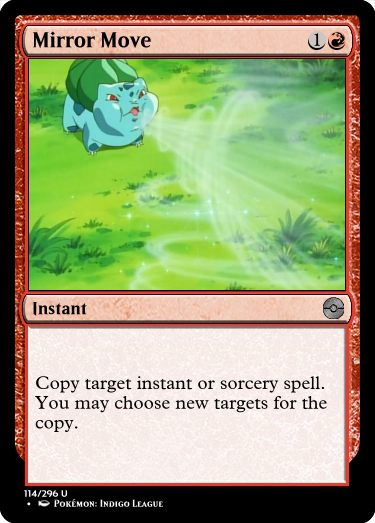 Mirror Move 1
Instant
Copy target instant or sorcery spell.
You may choose new targets for the
copy.
114/296 U
• Pokémon: Indigo League